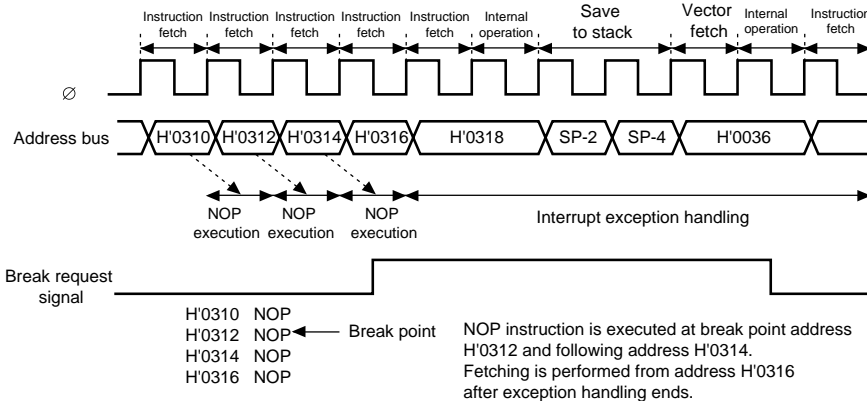 Instruction fetch
Instruction fetch
Instruction fetch
Instruction fetch
Instruction fetch
Internal operation
Save to stack
Vector fetch
Internal operation
Instruction fetch
∅
Address bus
H'0310
H'0312
H'0314
H'0316
H'0318
SP-2
SP-4
H'0036
NOP execution
NOP execution
NOP execution
Interrupt exception handling
Break request
signal
H'0310 NOP
H'0312 NOP
H'0314 NOP
H'0316 NOP
Break point
NOP instruction is executed at break point address
H'0312 and following address H'0314.
Fetching is performed from address H'0316
after exception handling ends.